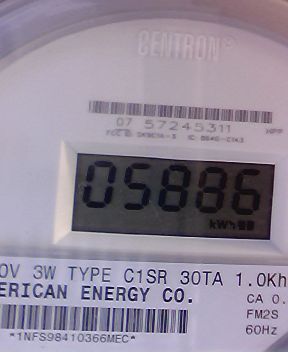 CENTRON®
07 57245311
05886
kWh
0V 3W TYPE C1SR 30TA 1.0Kh
ERICAN ENERGY CO.
CA 0.
FM2S
60Hz
*1NFS98410366MEC*